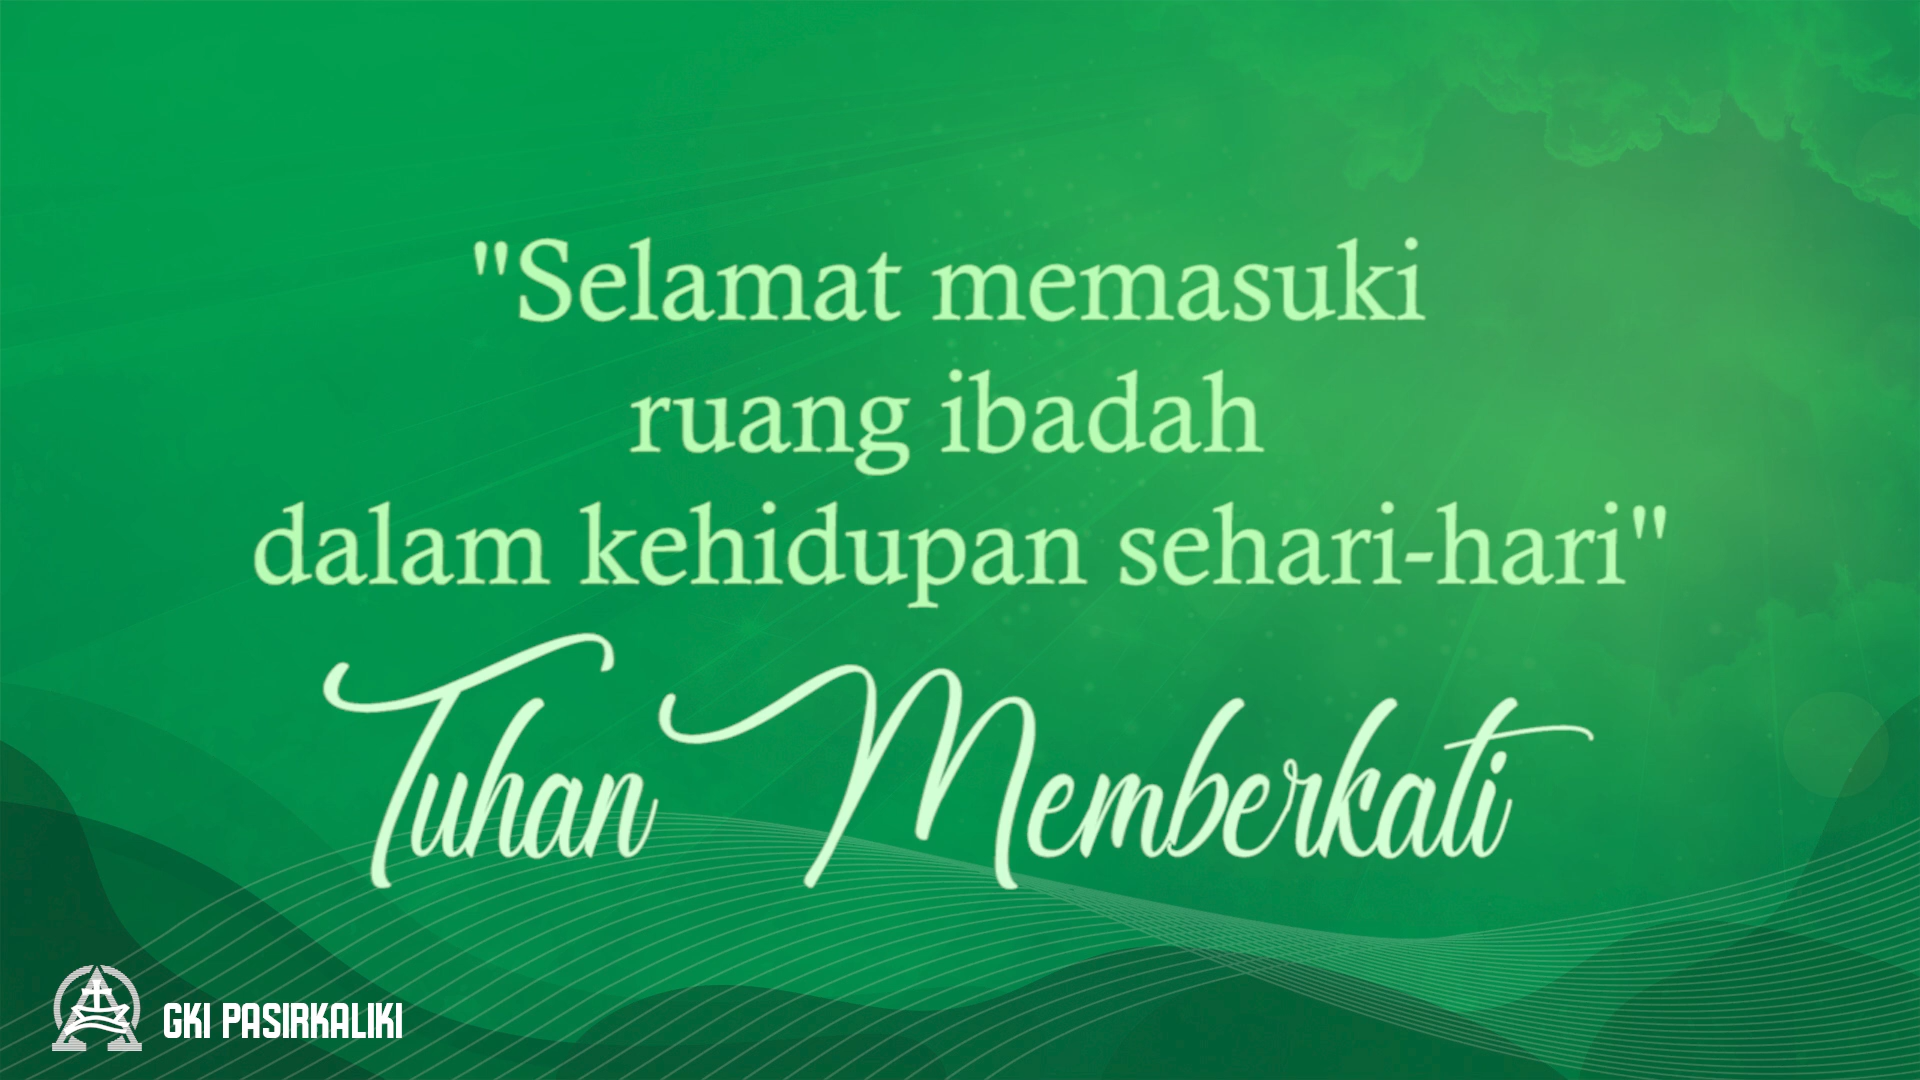 "Selamat memasuki
ruang ibadah
dalam kehidupan sehari-hari"
Tuhan Memberkati
GKI PASIRKALIKI